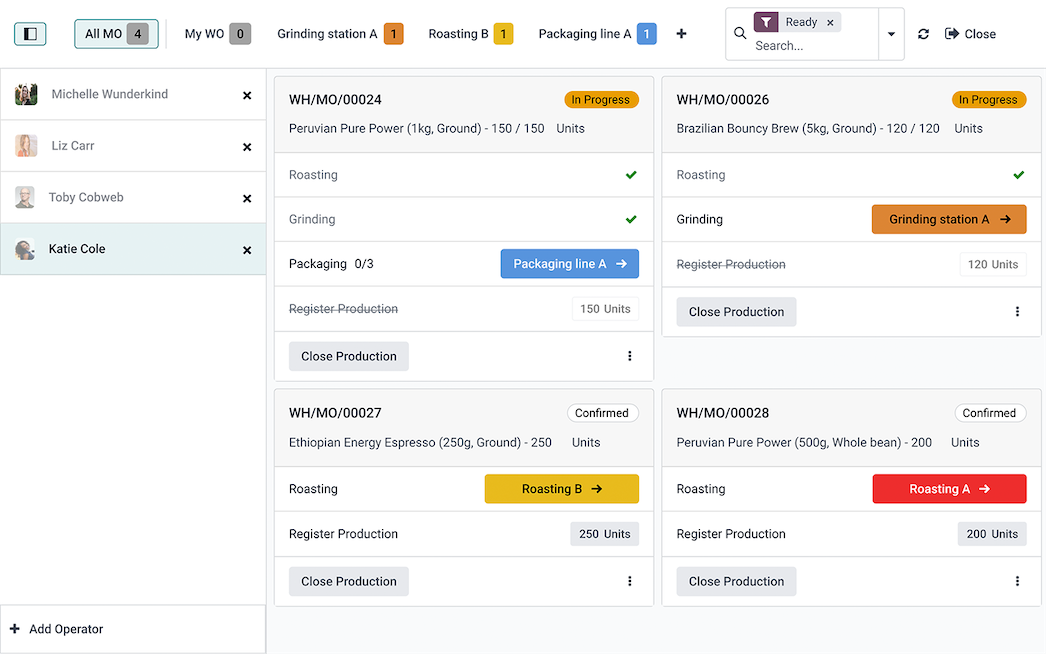 All MO 4 My WO 0 Grinding station A 1 Roasting B 1 Packaging line A 1 Ready × Close
Search...
Michelle Wunderkind
Liz Carr
Toby Cobweb
Katie Cole
Add Operator
WH/MO/00024 In Progress
Peruvian Pure Power (1kg, Ground) - 150 / 150 Units
Roasting
Grinding
Packaging 0/3 Packaging line A
Register Production 150 Units
Close Production
WH/MO/00026 In Progress
Brazilian Bouncy Brew (5kg, Ground) - 120 / 120 Units
Roasting
Grinding Grinding station A
Register Production 120 Units
Close Production
WH/MO/00027 Confirmed
Ethiopian Energy Espresso (250g, Ground) - 250 Units
Roasting Roasting B
Register Production 250 Units
Close Production
WH/MO/00028 Confirmed
Peruvian Pure Power (500g, Whole bean) - 200 Units
Roasting Roasting A
Register Production 200 Units
Close Production